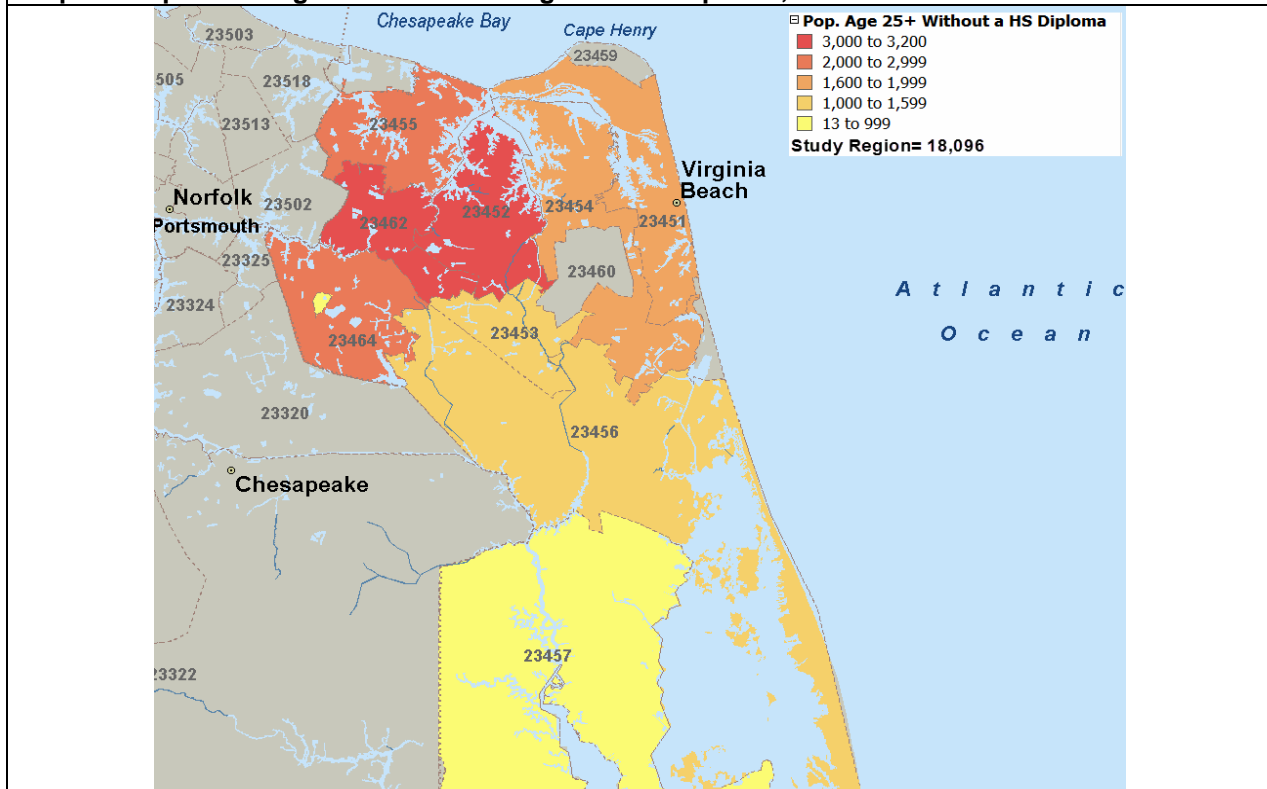 Chesapeake Bay
Cape Henry
Pop. Age 25+ Without a HS Diploma
3,000 to 3,200
2,000 to 2,999
1,600 to 1,999
1,000 to 1,599
13 to 999
Study Region= 18,096
23503
23459
505
23518
23513
23455
Virginia
Beach
Norfolk
23502
23462
23452
23454
23451
Portsmouth
23325
23460
Atlantic
Ocean
23324
23464
23453
23320
23456
Chesapeake
23457
23322